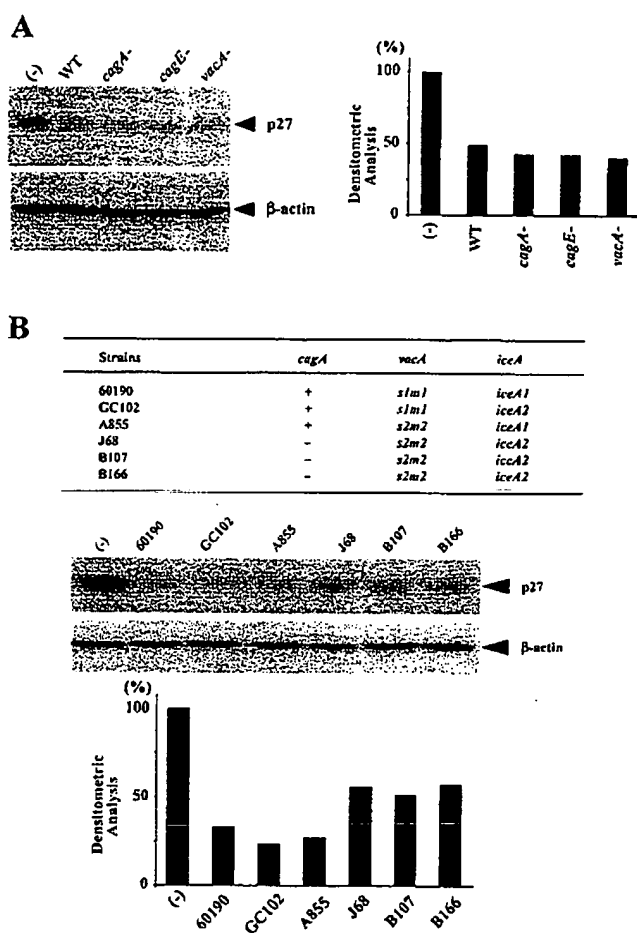 A
(-) WT cagA- cagE- vacA-
p27
β-actin
(%)
100
50
0
Densitometric
Analysis
(-) WT cagA- cagE- vacA-
B
Strains cagA vacA iceA
60190 + s1m1 iceA1
GC102 + s1m1 iceA2
A855 + s2m2 iceA1
J68 – s2m2 iceA2
B107 – s2m2 iceA2
B166 – s2m2 iceA2
(-) 60190 GC102 A855 J68 B107 B166
p27
β-actin
(%)
100
50
0
Densitometric
Analysis
(-) 60190 GC102 A855 J68 B107 B166